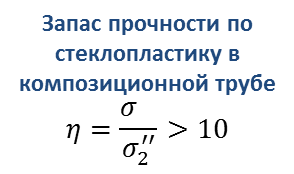 Запас прочности по
стеклопластику в
композиционной трубе
η = σ / σ₂″ > 10